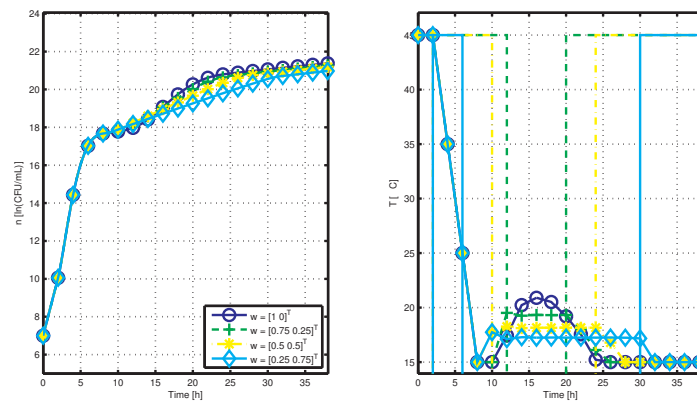 24
22
20
18
16
14
12
10
8
6
n [ln(CFU/mL)]
0 5 10 15 20 25 30 35
Time [h]
w = [1 0]ᵀ
w = [0.75 0.25]ᵀ
w = [0.5 0.5]ᵀ
w = [0.25 0.75]ᵀ
45
40
35
30
25
20
15
T [ C]
0 5 10 15 20 25 30 35
Time [h]